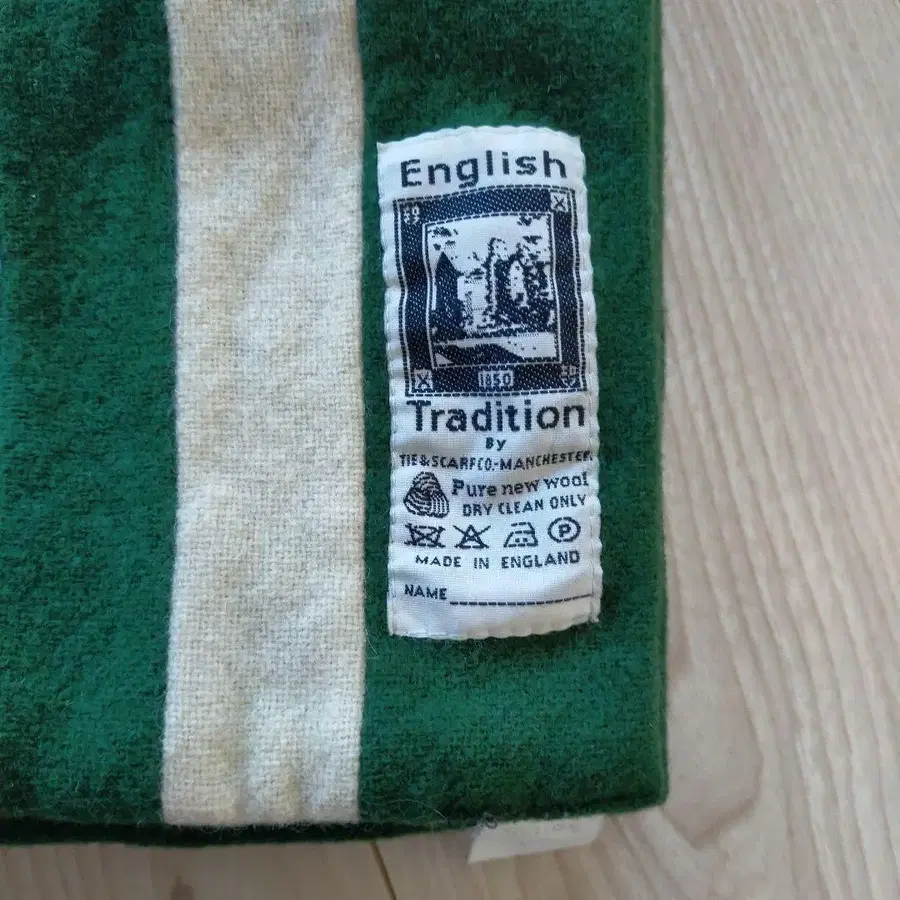 English
1850
Tradition
By
TIE & SCARF CO.-MANCHESTER.
Pure new wool
DRY CLEAN ONLY
P
MADE IN ENGLAND
NAME